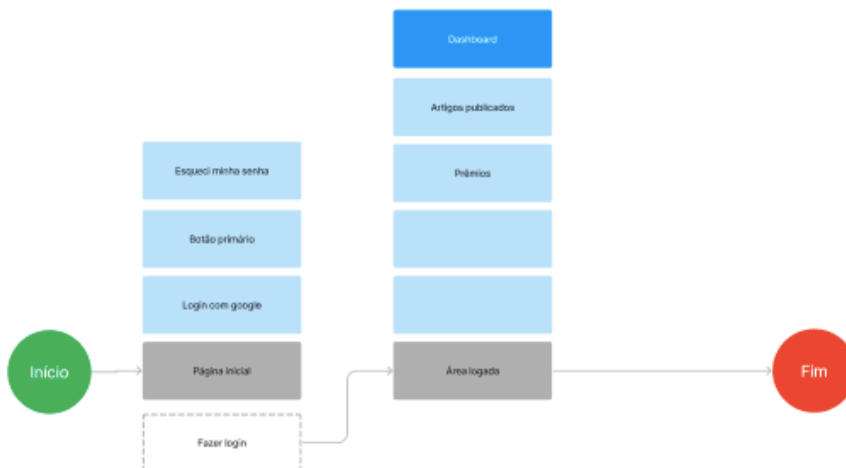 Dashboard
Artigos publicados
Esqueci minha senha
Prêmios
Botão primário
Login com google
Início
Página inicial
Área logada
Fim
Fazer login